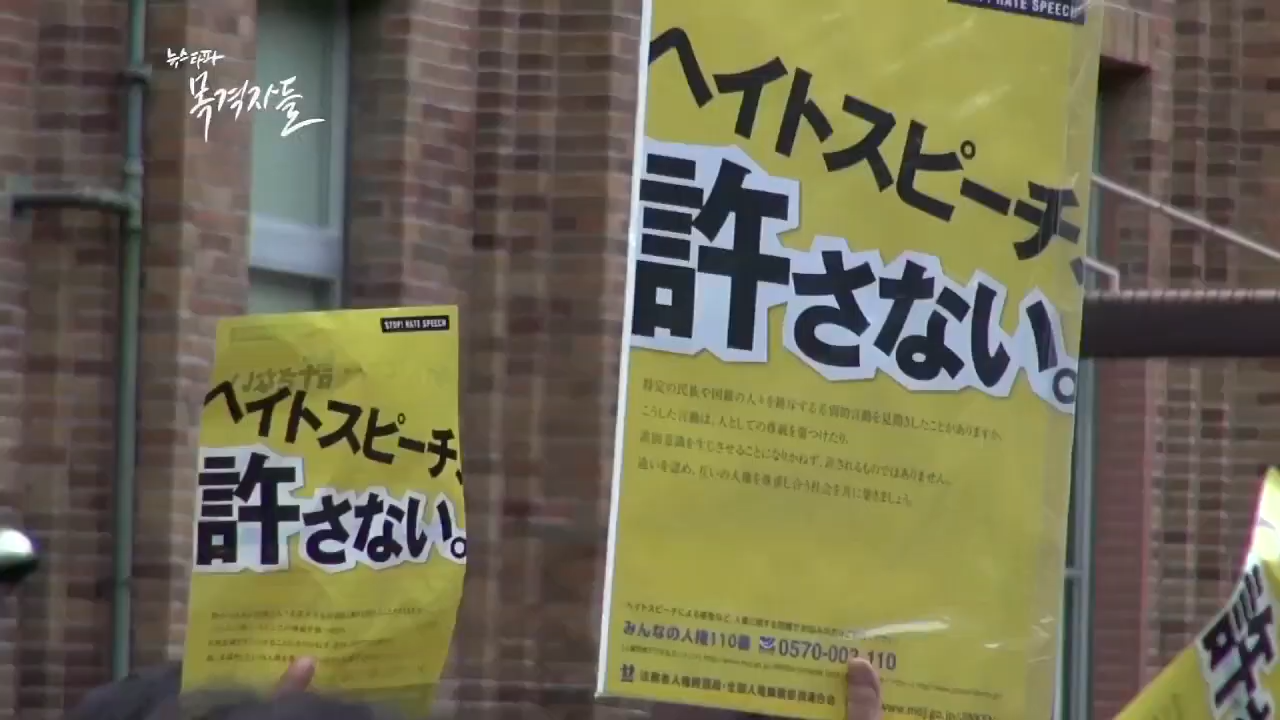 뉴스타파
목격자들
STOP! HATE SPEECH
ヘイトスピーチ、
許さない。
特定の民族や国籍の人々を排斥する差別的言動を見聞きしたことがありますか。
こうした言動は、人としての尊厳を傷つけたり、
差別意識を生じさせることになりかねず、許されるものではありません。
違いを認め、互いの人権を尊重し合う社会を共に築きましょう。
みんなの人権110番 0570-003-110
法務省人権擁護局・全国人権擁護委員連合会
STOP! HATE SPEECH
ヘイトスピーチ、
許さない。
許さ